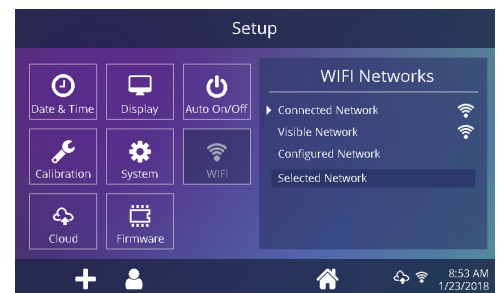 Setup
Date & Time
Display
Auto On/Off
Calibration
System
WIFI
Cloud
Firmware
WIFI Networks
Connected Network
Visible Network
Configured Network
Selected Network
8:53 AM
1/23/2018